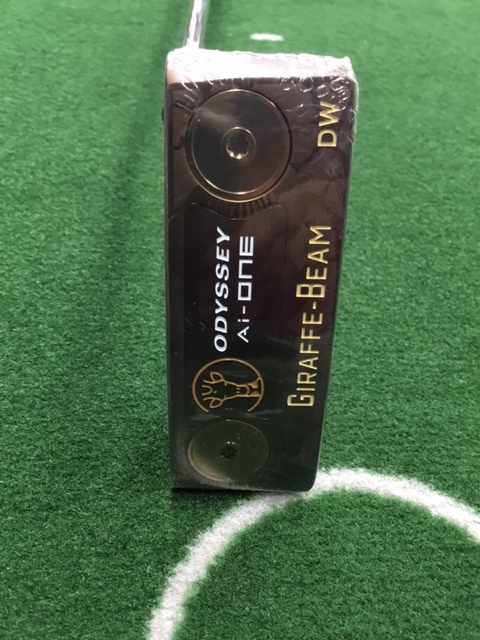 ODYSSEY
Ai-ONE
GIRAFFE-BEAM
DW